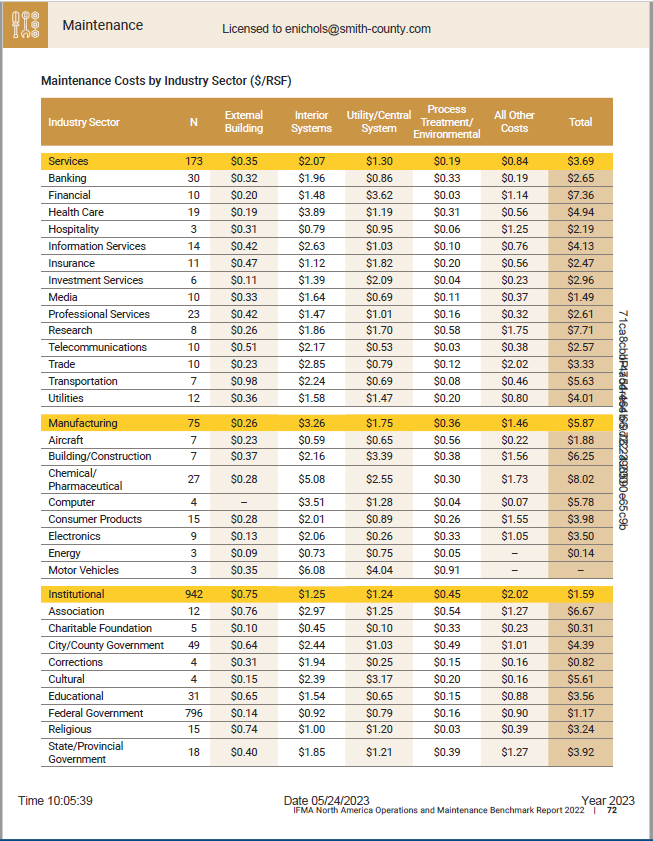 Maintenance
Licensed to enichols@smith-county.com
Maintenance Costs by Industry Sector ($/RSF)
Industry Sector N External Building Interior Systems Utility/Central System Process Treatment/ Environmental All Other Costs Total
Services 173 $0.35 $2.07 $1.30 $0.19 $0.84 $3.69
Banking 30 $0.32 $1.96 $0.86 $0.33 $0.19 $2.65
Financial 10 $0.20 $1.48 $3.62 $0.03 $1.14 $7.36
Health Care 19 $0.19 $3.89 $1.19 $0.31 $0.56 $4.94
Hospitality 3 $0.31 $0.79 $0.95 $0.06 $1.25 $2.19
Information Services 14 $0.42 $2.63 $1.03 $0.10 $0.76 $4.13
Insurance 11 $0.47 $1.12 $1.82 $0.20 $0.56 $2.47
Investment Services 6 $0.11 $1.39 $2.09 $0.04 $0.23 $2.96
Media 10 $0.33 $1.64 $0.69 $0.11 $0.37 $1.49
Professional Services 23 $0.42 $1.47 $1.01 $0.16 $0.32 $2.61
Research 8 $0.26 $1.86 $1.70 $0.58 $1.75 $7.71
Telecommunications 10 $0.51 $2.17 $0.53 $0.03 $0.38 $2.57
Trade 10 $0.23 $2.85 $0.79 $0.12 $2.02 $3.33
Transportation 7 $0.98 $2.24 $0.69 $0.08 $0.46 $5.63
Utilities 12 $0.36 $1.58 $1.47 $0.20 $0.80 $4.01
Manufacturing 75 $0.26 $3.26 $1.75 $0.36 $1.46 $5.87
Aircraft 7 $0.23 $0.59 $0.65 $0.56 $0.22 $1.88
Building/Construction 7 $0.37 $2.16 $3.39 $0.38 $1.56 $6.25
Chemical/
Pharmaceutical 27 $0.28 $5.08 $2.55 $0.30 $1.73 $8.02
Computer 4 – $3.51 $1.28 $0.04 $0.07 $5.78
Consumer Products 15 $0.28 $2.01 $0.89 $0.26 $1.55 $3.98
Electronics 9 $0.13 $2.06 $0.26 $0.33 $1.05 $3.50
Energy 3 $0.09 $0.73 $0.75 $0.05 – $0.14
Motor Vehicles 3 $0.35 $6.08 $4.04 $0.91 – –
Institutional 942 $0.75 $1.25 $1.24 $0.45 $2.02 $1.59
Association 12 $0.76 $2.97 $1.25 $0.54 $1.27 $6.67
Charitable Foundation 5 $0.10 $0.45 $0.10 $0.33 $0.23 $0.31
City/County Government 49 $0.64 $2.44 $1.03 $0.49 $1.01 $4.39
Corrections 4 $0.31 $1.94 $0.25 $0.15 $0.16 $0.82
Cultural 4 $0.15 $2.39 $3.17 $0.20 $0.16 $5.61
Educational 31 $0.65 $1.54 $0.65 $0.15 $0.88 $3.56
Federal Government 796 $0.14 $0.92 $0.79 $0.16 $0.90 $1.17
Religious 15 $0.74 $1.00 $1.20 $0.03 $0.39 $3.24
State/Provincial
Government 18 $0.40 $1.85 $1.21 $0.39 $1.27 $3.92
Time 10:05:39 Date 05/24/2023 Year 2023
IFMA North America Operations and Maintenance Benchmark Report 2022 | 72